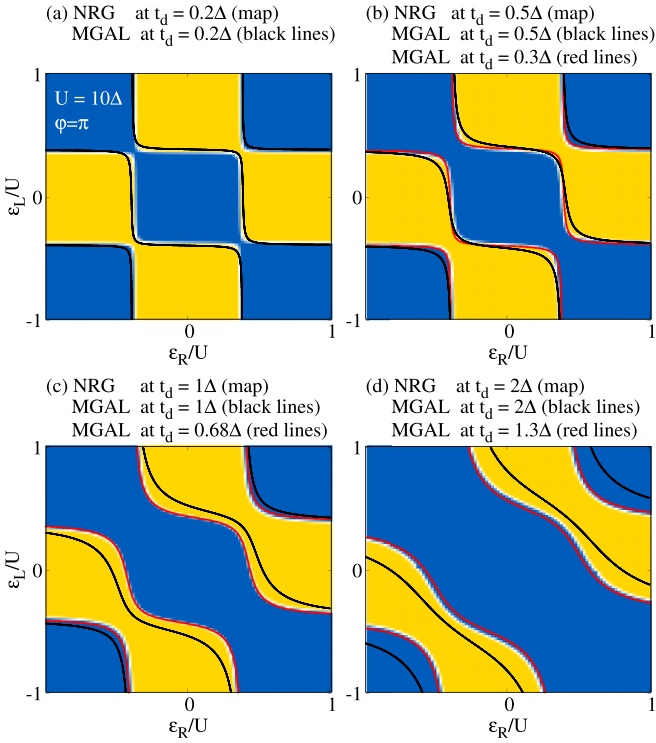 (a) NRG at t_d = 0.2Δ (map)
MGAL at t_d = 0.2Δ (black lines)
U = 10Δ
φ=π
1
0
-1
ε_L/U
0
1
ε_R/U
(b) NRG at t_d = 0.5Δ (map)
MGAL at t_d = 0.5Δ (black lines)
MGAL at t_d = 0.3Δ (red lines)
1
0
-1
0
1
ε_R/U
(c) NRG at t_d = 1Δ (map)
MGAL at t_d = 1Δ (black lines)
MGAL at t_d = 0.68Δ (red lines)
1
0
-1
ε_L/U
0
1
ε_R/U
(d) NRG at t_d = 2Δ (map)
MGAL at t_d = 2Δ (black lines)
MGAL at t_d = 1.3Δ (red lines)
1
0
-1
0
1
ε_R/U